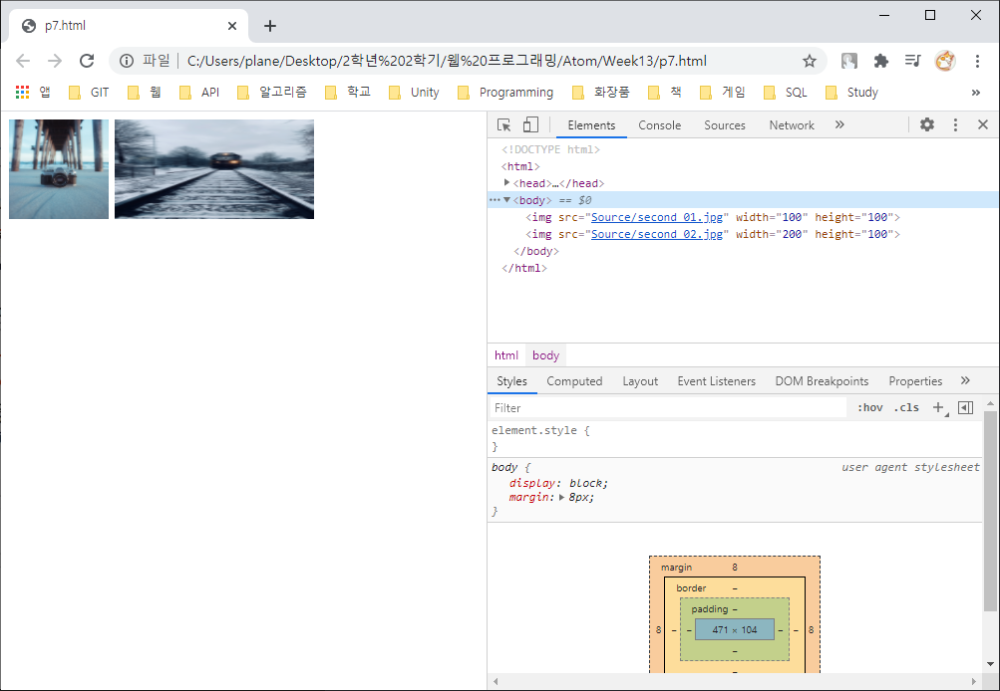 p7.html
파일 C:/Users/plane/Desktop/2학년%202학기/웹%20프로그래밍/Atom/Week13/p7.html
앱 GIT 웹 API 알고리즘 학교 Unity Programming 화장품 책 게임 SQL Study »
Elements Console Sources Network »
<!DOCTYPE html>
<html>
<head>…</head>
<body> == $0
<img src="Source/second_01.jpg" width="100" height="100">
<img src="Source/second_02.jpg" width="200" height="100">
</body>
</html>
html body
Styles Computed Layout Event Listeners DOM Breakpoints Properties »
Filter :hov .cls +
element.style {
}
body { user agent stylesheet
display: block;
margin: 8px;
}
margin 8
border –
padding –
8 – – 471 × 104 – – 8
–
–